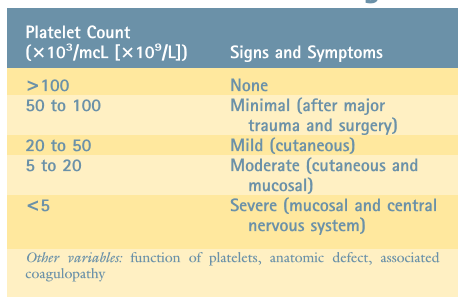 Platelet Count
(×10³/mcL [×10⁹/L]) Signs and Symptoms
>100 None
50 to 100 Minimal (after major
trauma and surgery)
20 to 50 Mild (cutaneous)
5 to 20 Moderate (cutaneous and
mucosal)
<5 Severe (mucosal and central
nervous system)
Other variables: function of platelets, anatomic defect, associated
coagulopathy